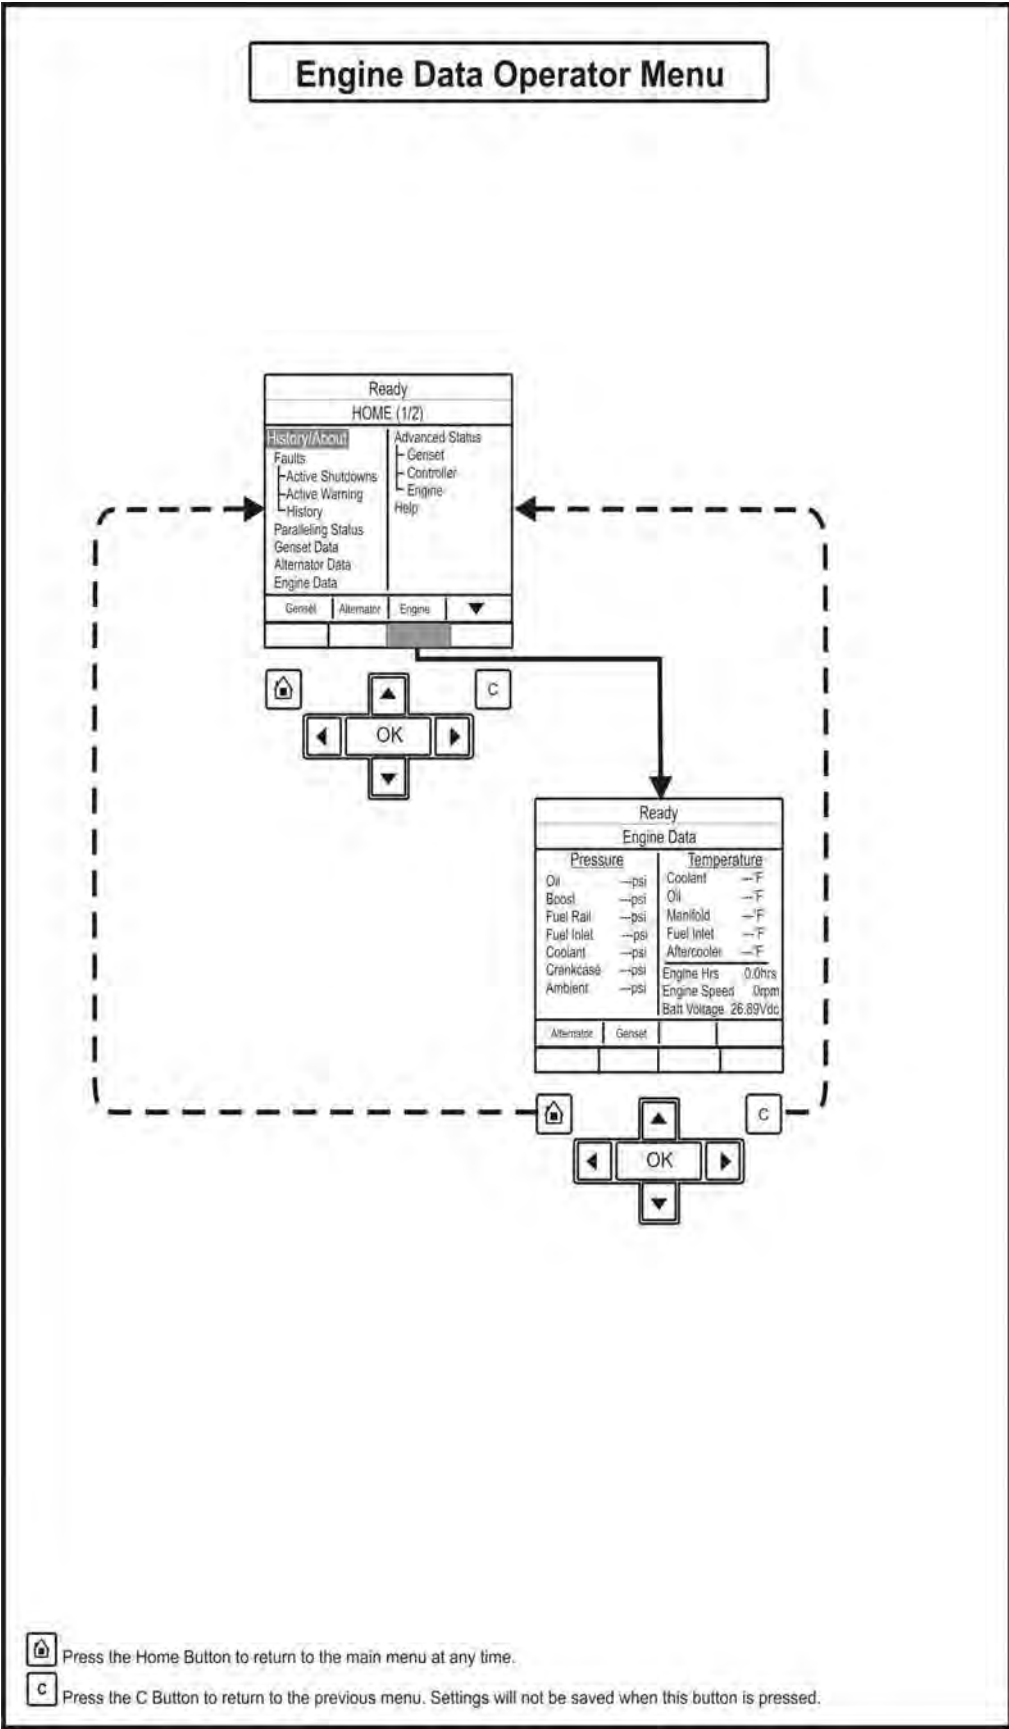 Engine Data Operator Menu
Ready
HOME (1/2)
History/About
Faults
Active Shutdowns
Active Warning
History
Paralleling Status
Genset Data
Alternator Data
Engine Data
Advanced Status
Genset
Controller
Engine
Help
Genset Alternator Engine
C
OK
Ready
Engine Data
Pressure
Oil ---psi
Boost ---psi
Fuel Rail ---psi
Fuel Inlet ---psi
Coolant ---psi
Crankcase ---psi
Ambient ---psi
Temperature
Coolant ---°F
Oil ---°F
Manifold ---°F
Fuel Inlet ---°F
Aftercooler ---°F
Engine Hrs 0.0hrs
Engine Speed 0rpm
Batt Voltage 26.89Vdc
Alternator Genset
C
OK
Press the Home Button to return to the main menu at any time.
C Press the C Button to return to the previous menu. Settings will not be saved when this button is pressed.